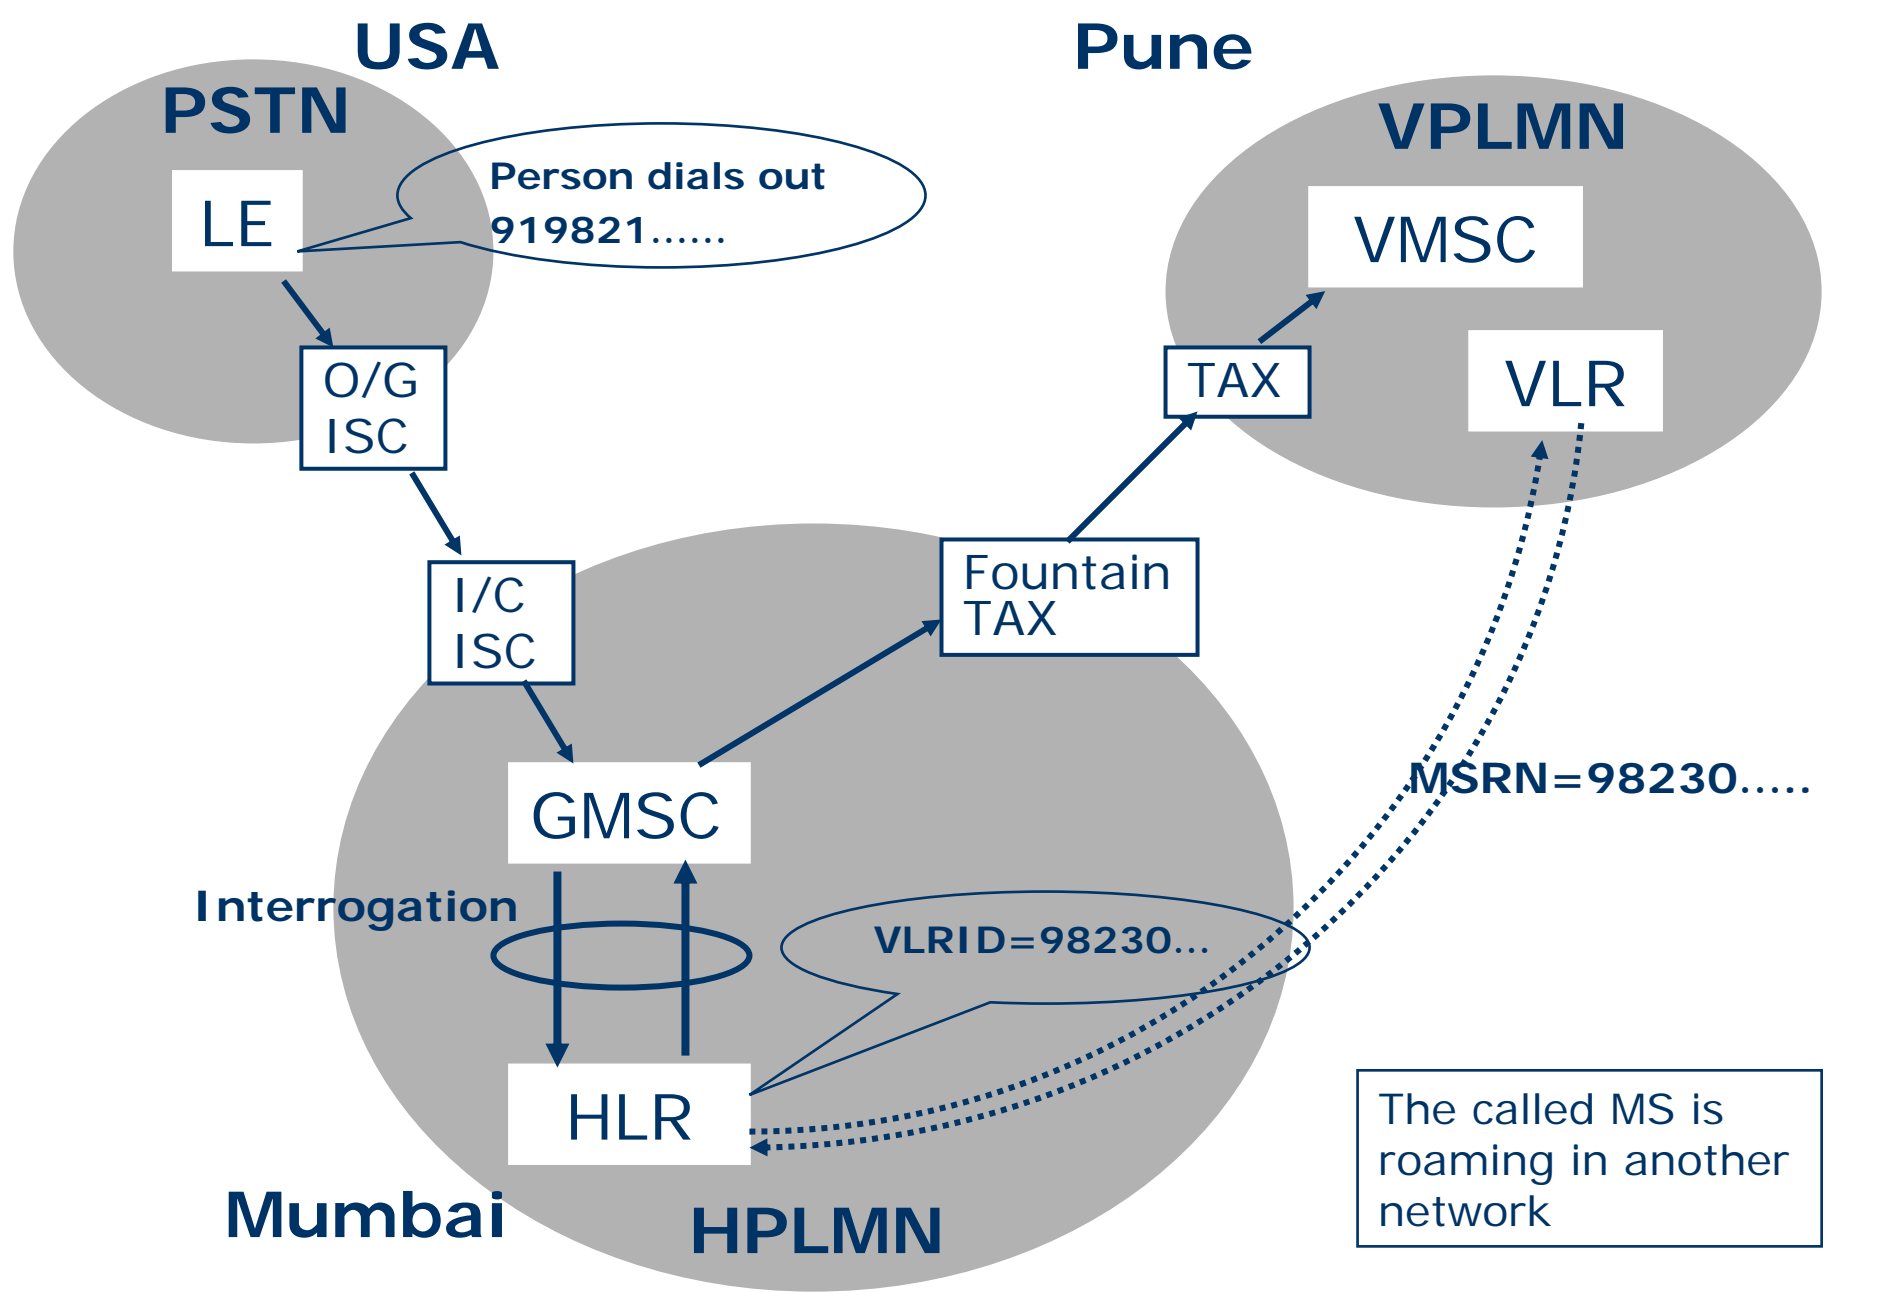 USA
Pune
PSTN
VPLMN
LE
Person dials out
919821......
VMSC
O/G
ISC
TAX
VLR
I/C
ISC
Fountain
TAX
GMSC
MSRN=98230.....
Interrogation
VLRID=98230...
HLR
The called MS is
roaming in another
network
Mumbai
HPLMN